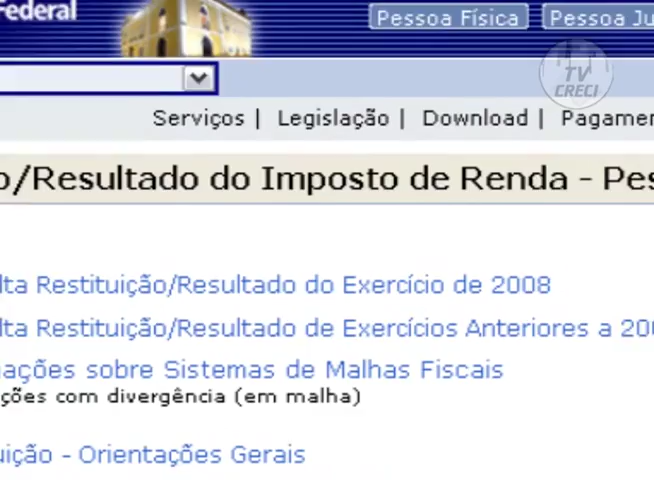 Federal
Pessoa Física
Pessoa Ju
TV
CRECI
Serviços | Legislação | Download | Pagamen
o/Resultado do Imposto de Renda - Pes
lta Restituição/Resultado do Exercício de 2008
lta Restituição/Resultado de Exercícios Anteriores a 200
ações sobre Sistemas de Malhas Fiscais
ções com divergência (em malha)
uição - Orientações Gerais